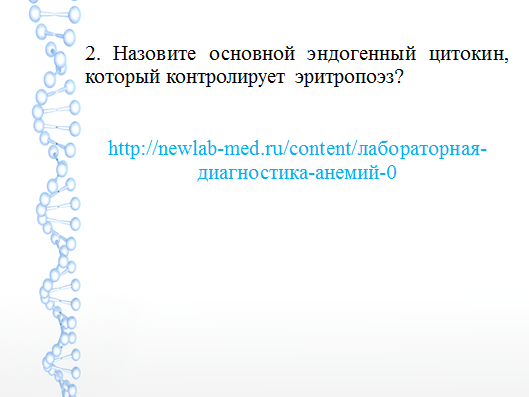 2. Назовите основной эндогенный цитокин,
который контролирует эритропоэз?
http://newlab-med.ru/content/лабораторная-
диагностика-анемий-0